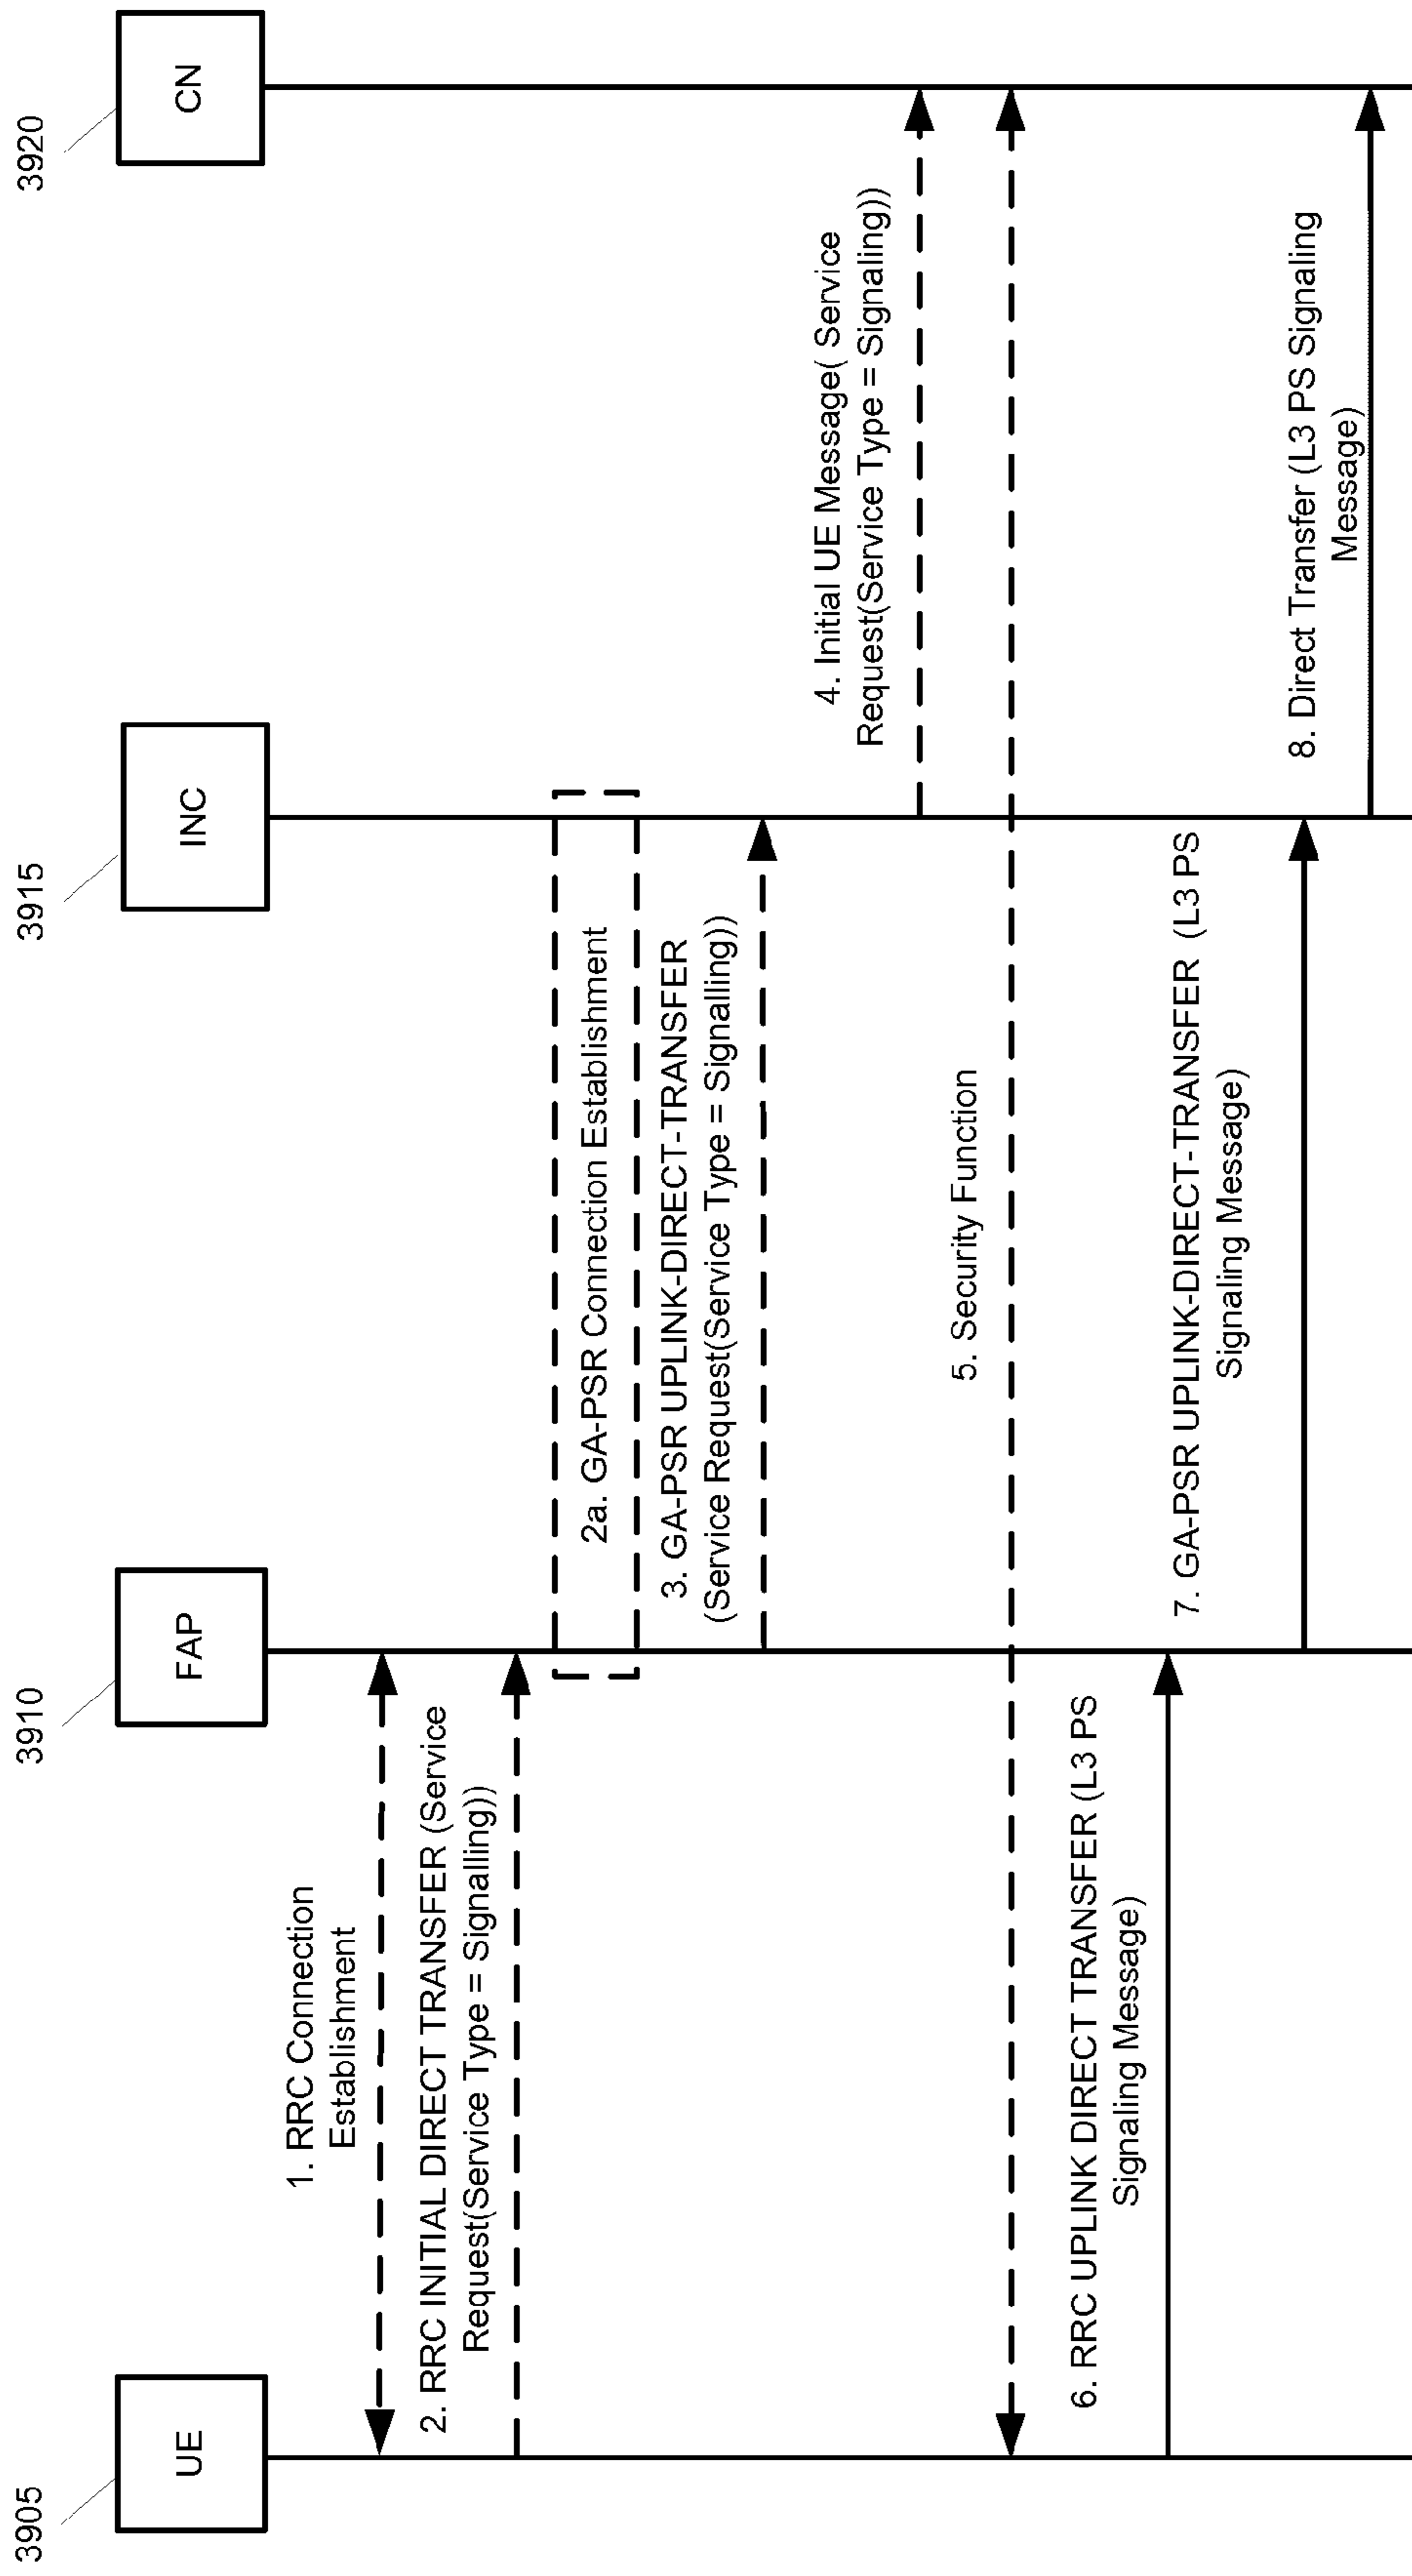 3905
3910
3915
3920
UE
FAP
INC
CN
1. RRC Connection
Establishment
2. RRC INITIAL DIRECT TRANSFER (Service
Request(Service Type = Signalling))
2a. GA-PSR Connection Establishment
3. GA-PSR UPLINK-DIRECT-TRANSFER
(Service Request(Service Type = Signalling))
4. Initial UE Message( Service
Request(Service Type = Signaling))
5. Security Function
6. RRC UPLINK DIRECT TRANSFER (L3 PS
Signaling Message)
7. GA-PSR UPLINK-DIRECT-TRANSFER (L3 PS
Signaling Message)
8. Direct Transfer (L3 PS Signaling
Message)